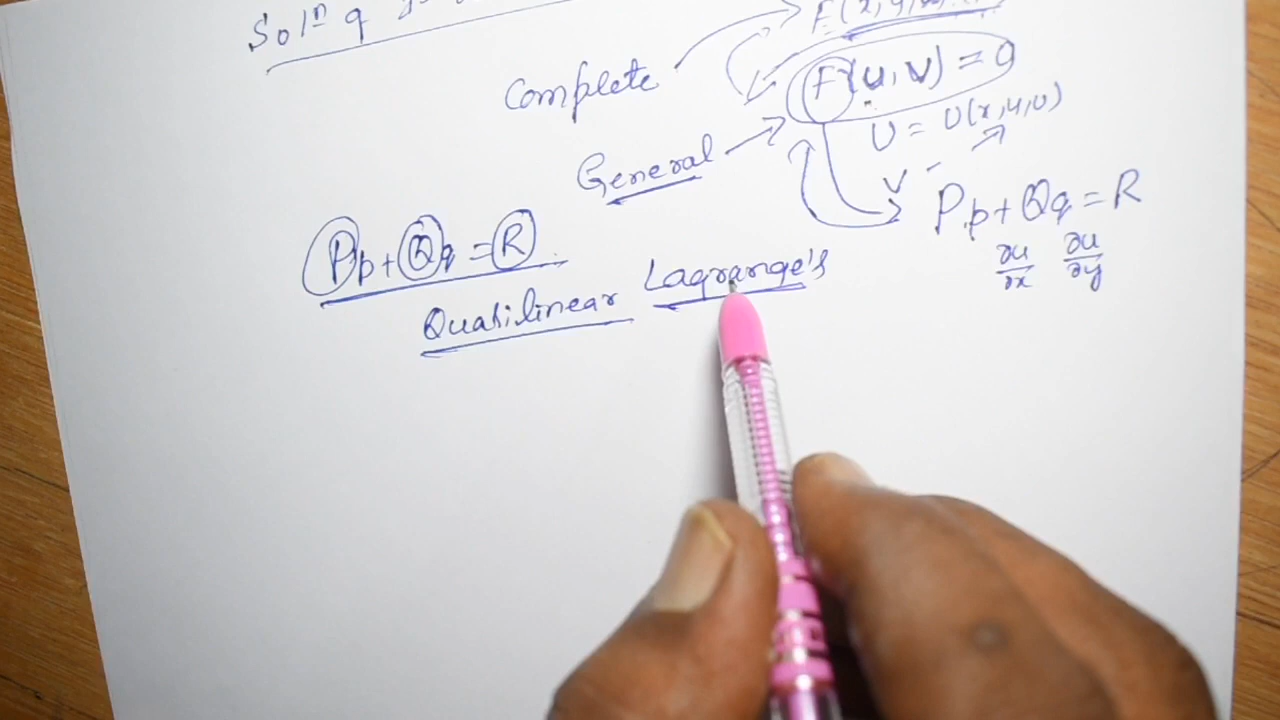 Solⁿ
Complete
F(U,V) = 0
U = U(x,y,u)
General
V -
Pp+Qq = R
Pp+Qq = R
∂u/∂x ∂u/∂y
Lagrange's
Quasilinear